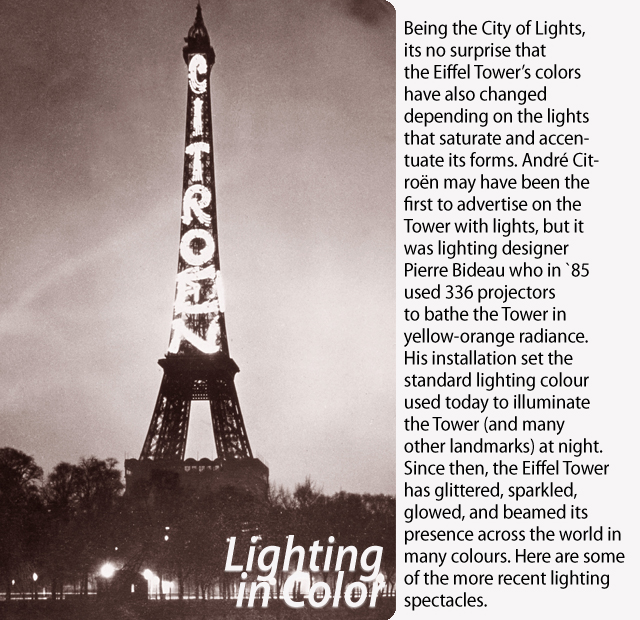 CITROËN
Lighting
in Color
Being the City of Lights,
its no surprise that
the Eiffel Tower’s colors
have also changed
depending on the lights
that saturate and accen-
tuate its forms. André Cit-
roën may have been the
first to advertise on the
Tower with lights, but it
was lighting designer
Pierre Bideau who in `85
used 336 projectors
to bathe the Tower in
yellow-orange radiance.
His installation set the
standard lighting colour
used today to illuminate
the Tower (and many
other landmarks) at night.
Since then, the Eiffel Tower
has glittered, sparkled,
glowed, and beamed its
presence across the world in
many colours. Here are some
of the more recent lighting
spectacles.